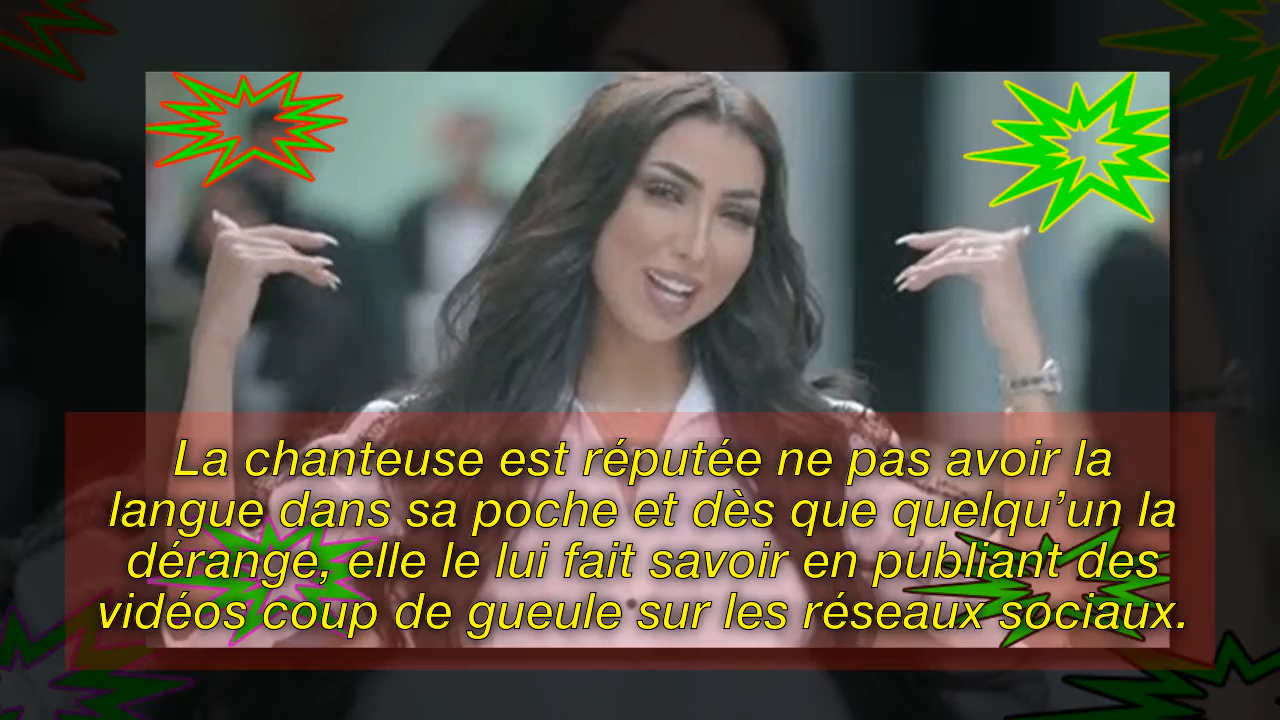 La chanteuse est réputée ne pas avoir la
langue dans sa poche et dès que quelqu’un la
dérange, elle le lui fait savoir en publiant des
vidéos coup de gueule sur les réseaux sociaux.